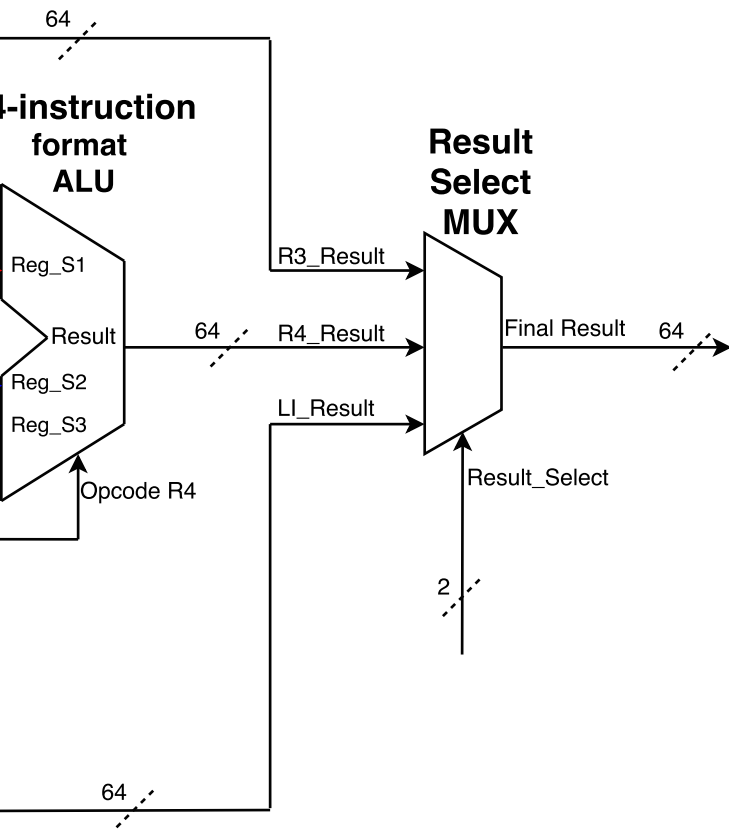 64
4-instruction
format
ALU
Result
Select
MUX
R3_Result
Reg_S1
Result
64
R4_Result
Final Result
64
Reg_S2
Reg_S3
LI_Result
Opcode R4
Result_Select
2
64